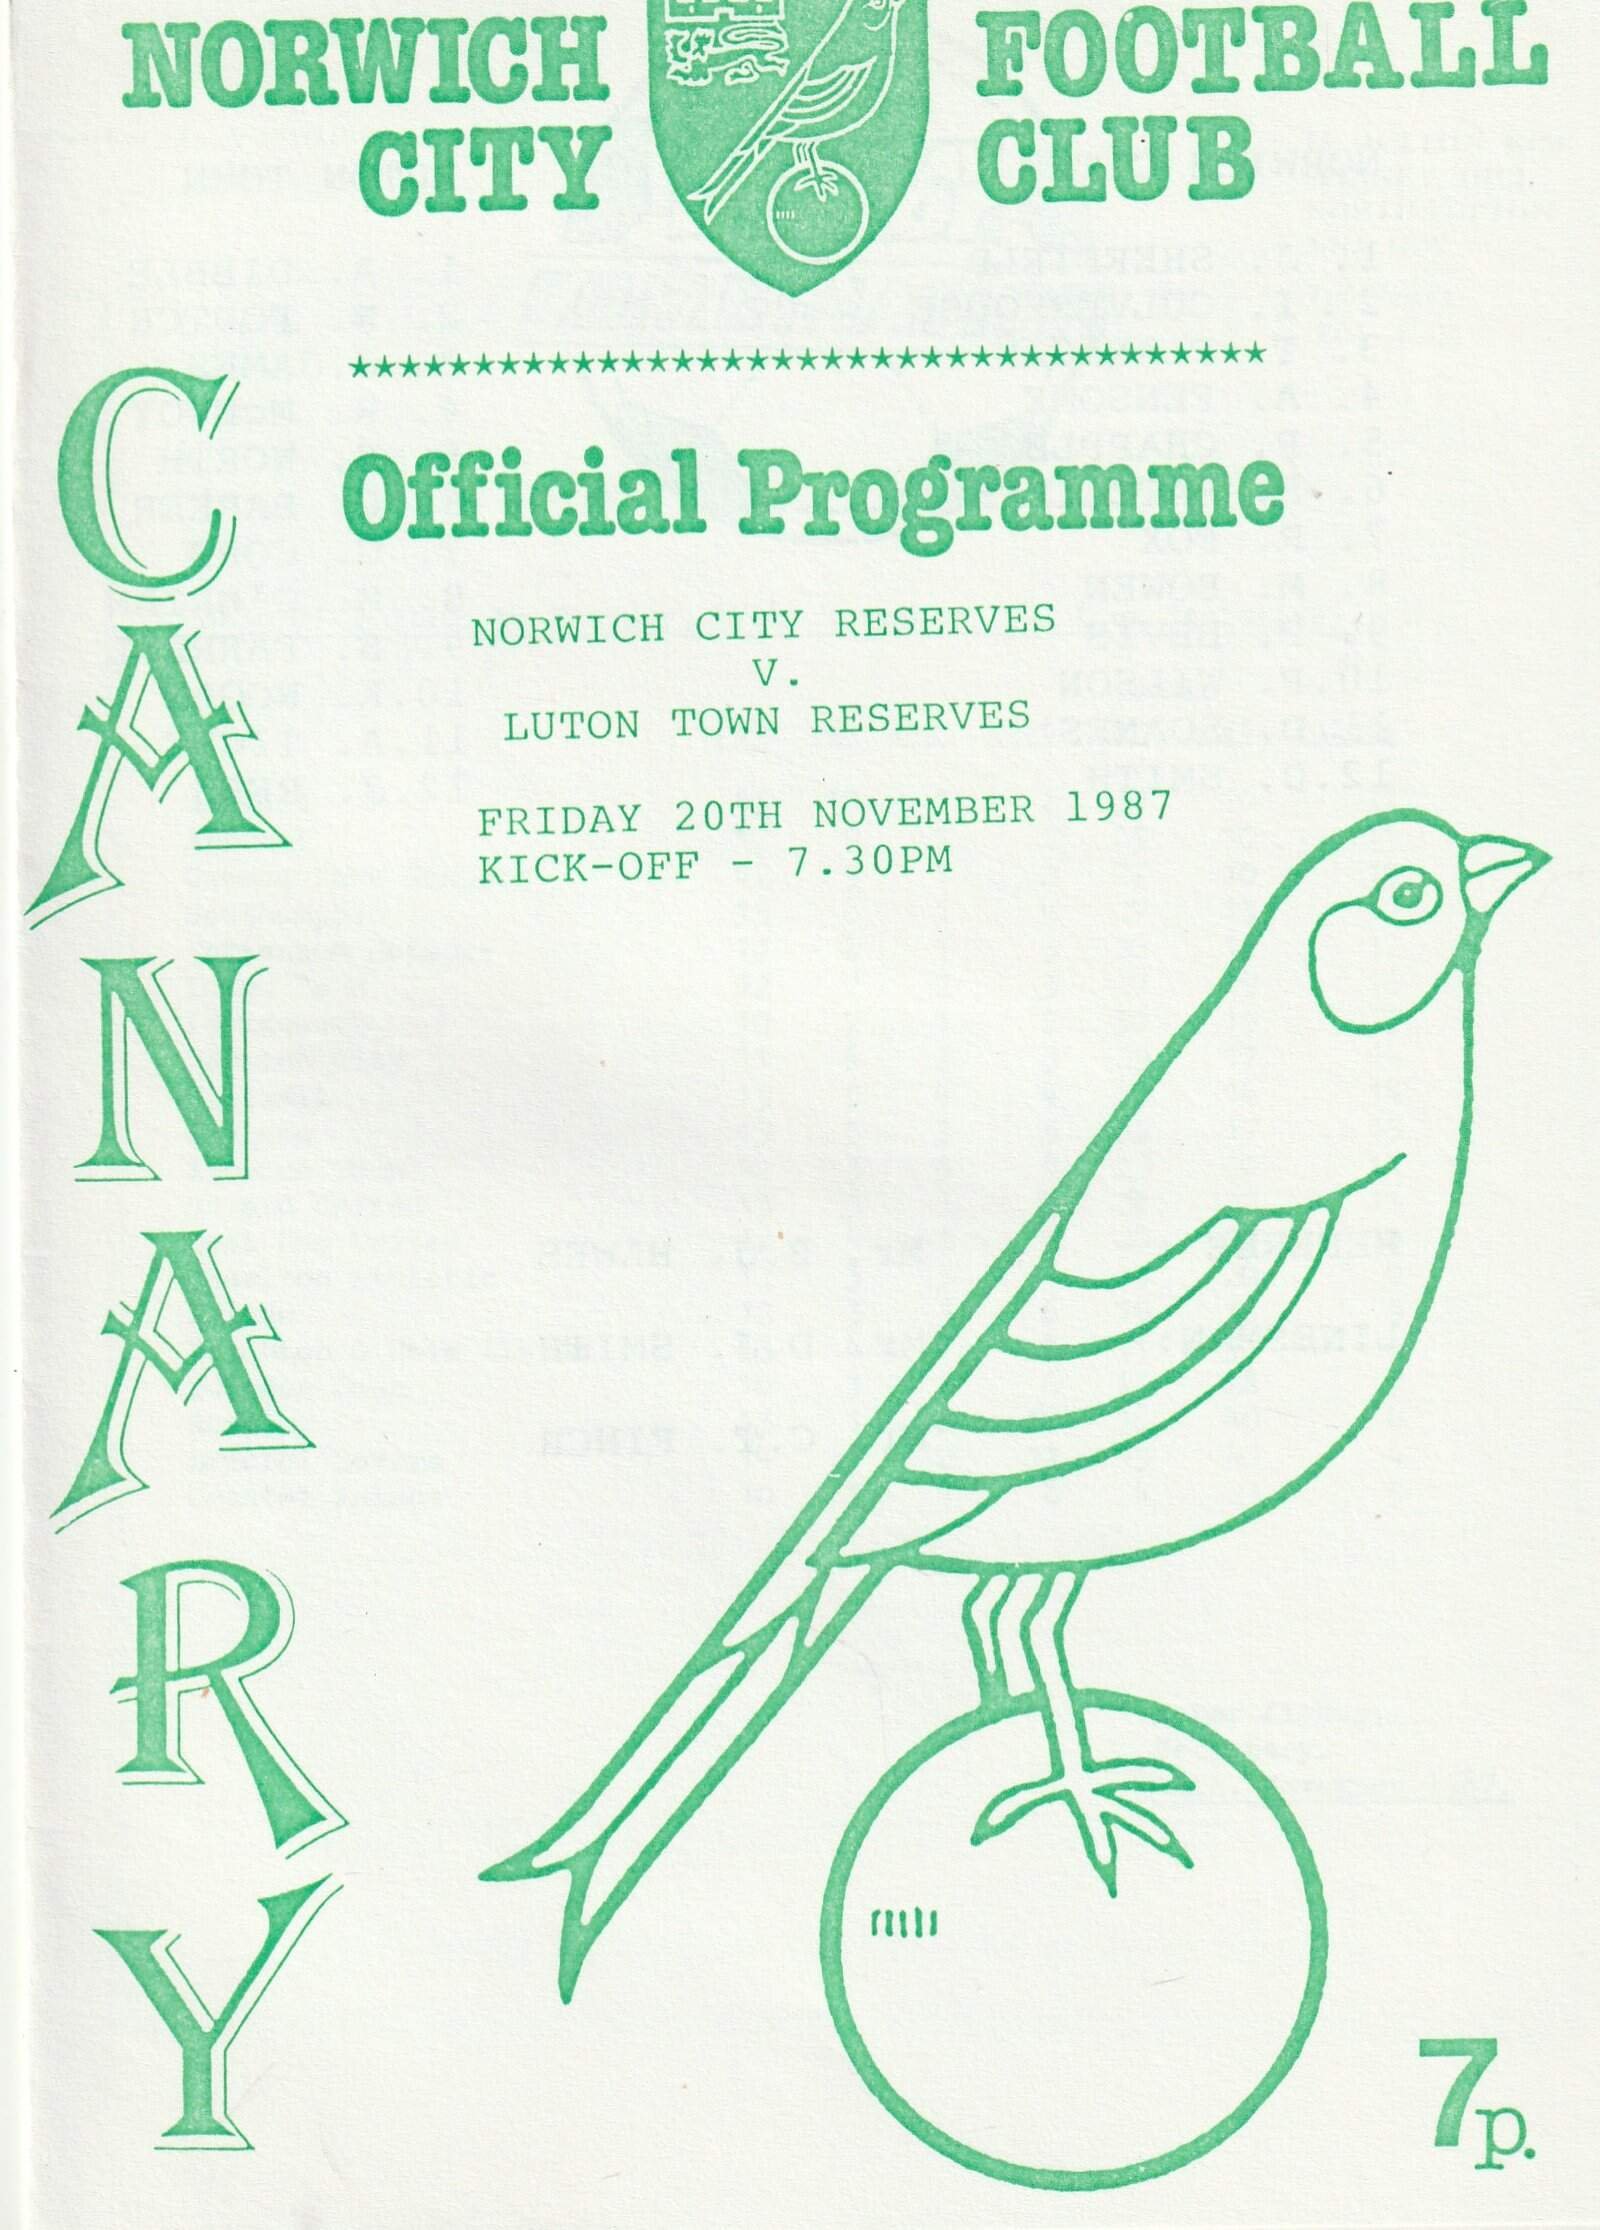 NORWICH FOOTBALL
CITY CLUB
*************************************
Official Programme
NORWICH CITY RESERVES
V.
LUTON TOWN RESERVES
FRIDAY 20TH NOVEMBER 1987
KICK-OFF - 7.30PM
CANARY
7p.